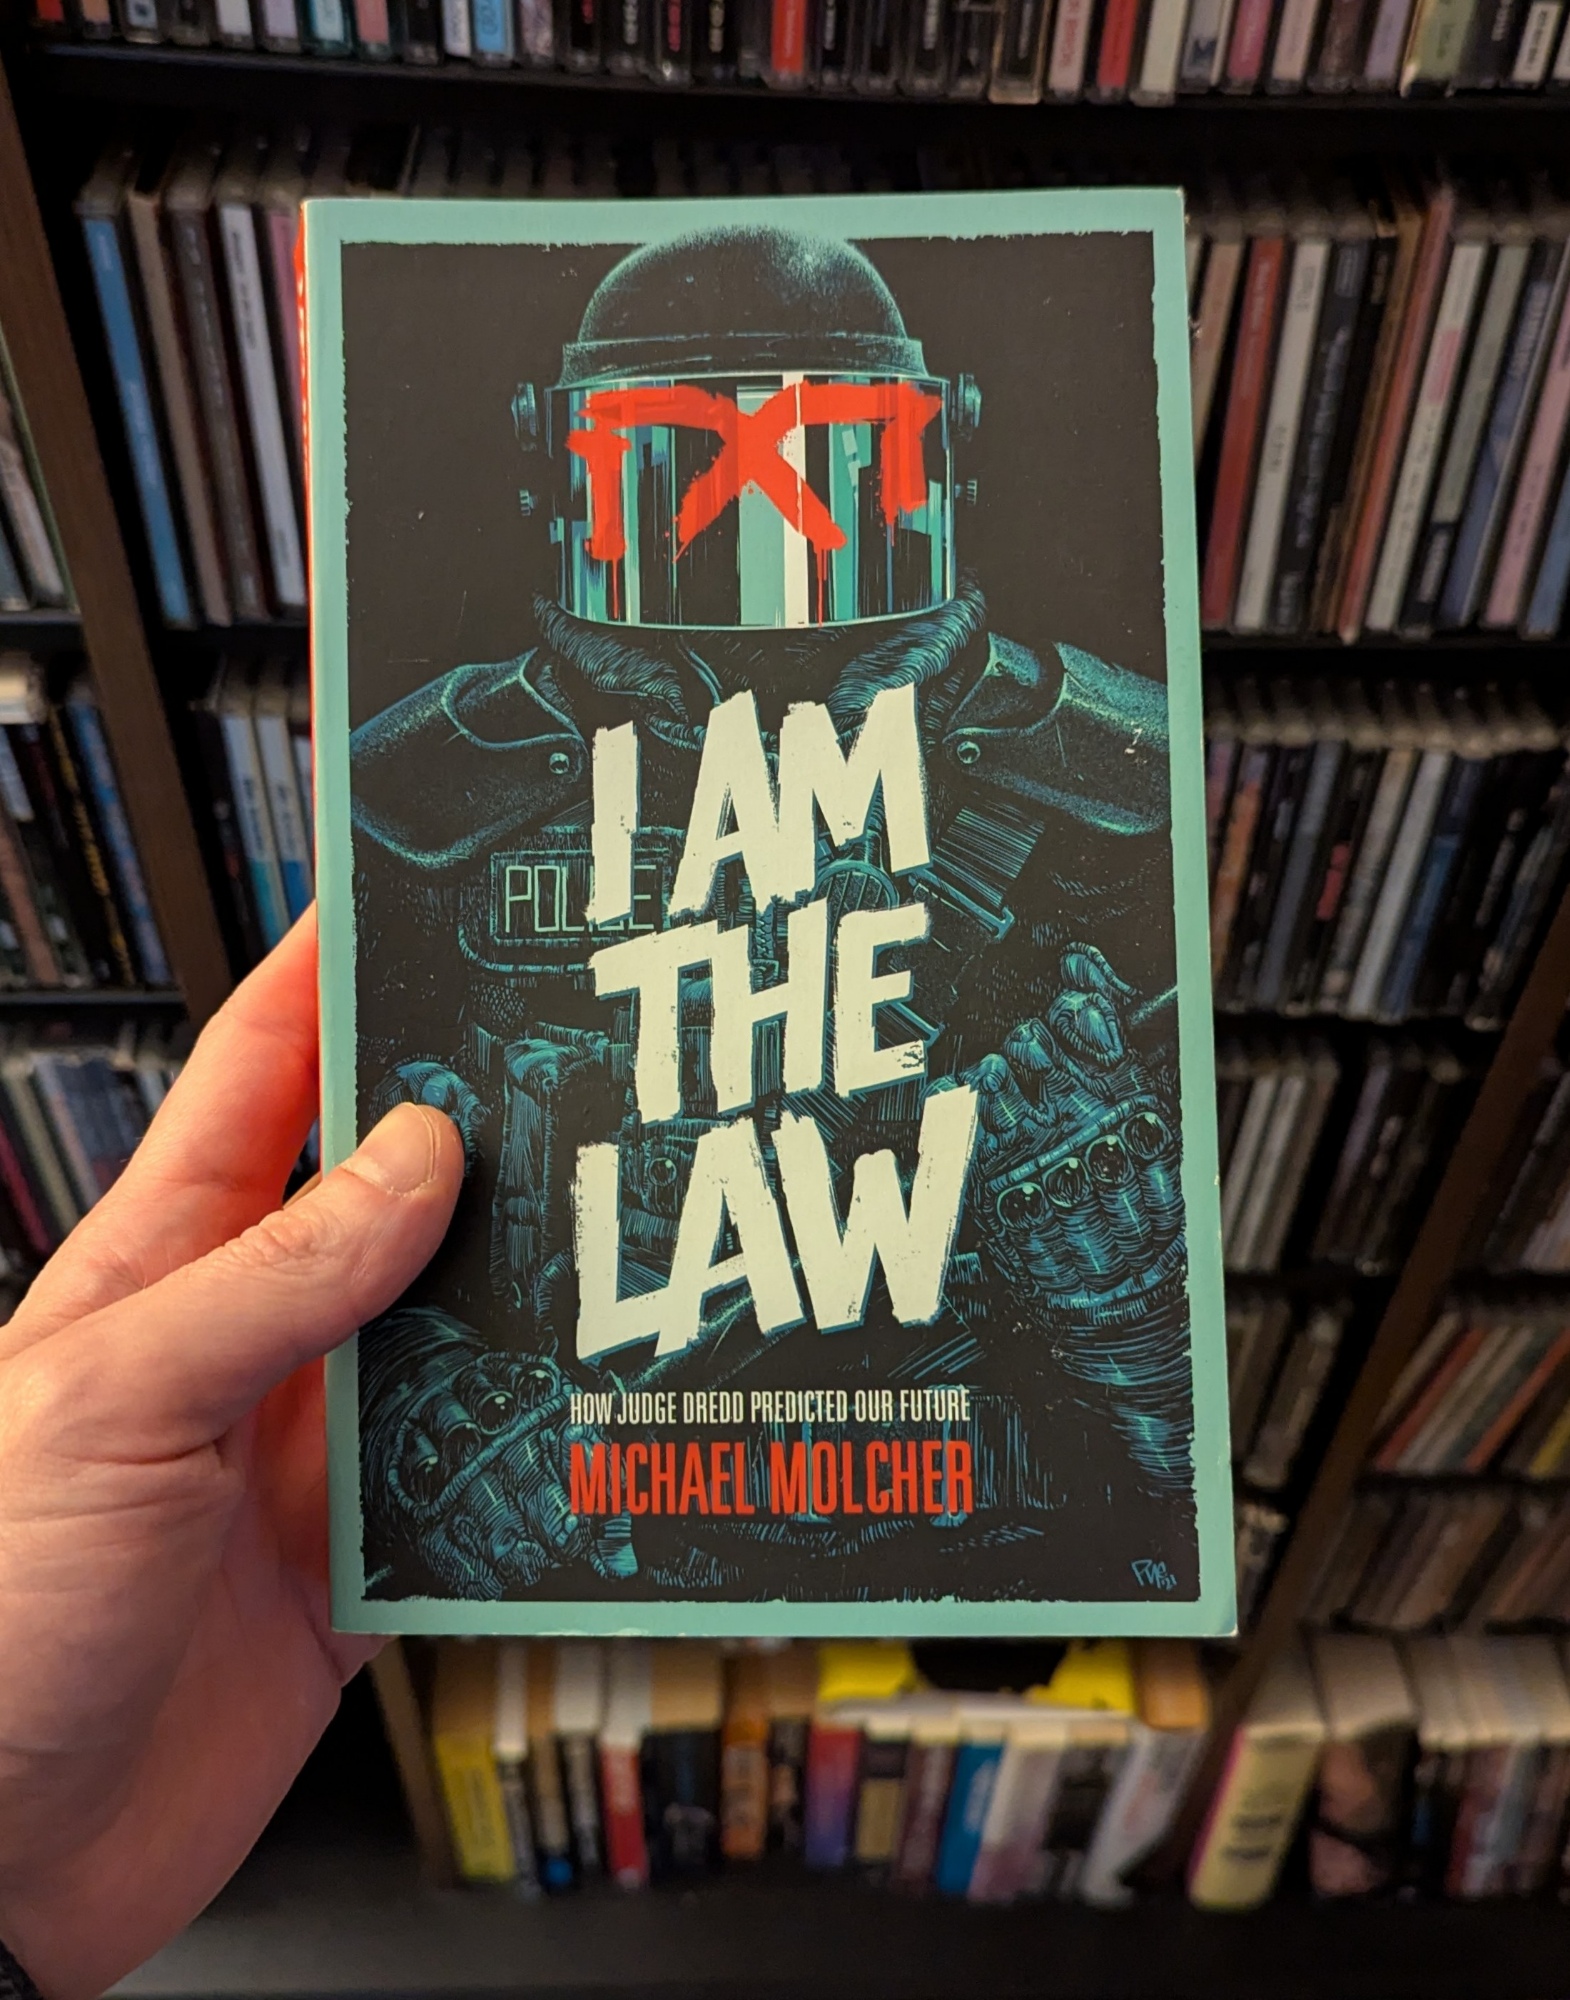 POLICE
I AM
THE
LAW
HOW JUDGE DREDD PREDICTED OUR FUTURE
MICHAEL MOLCHER